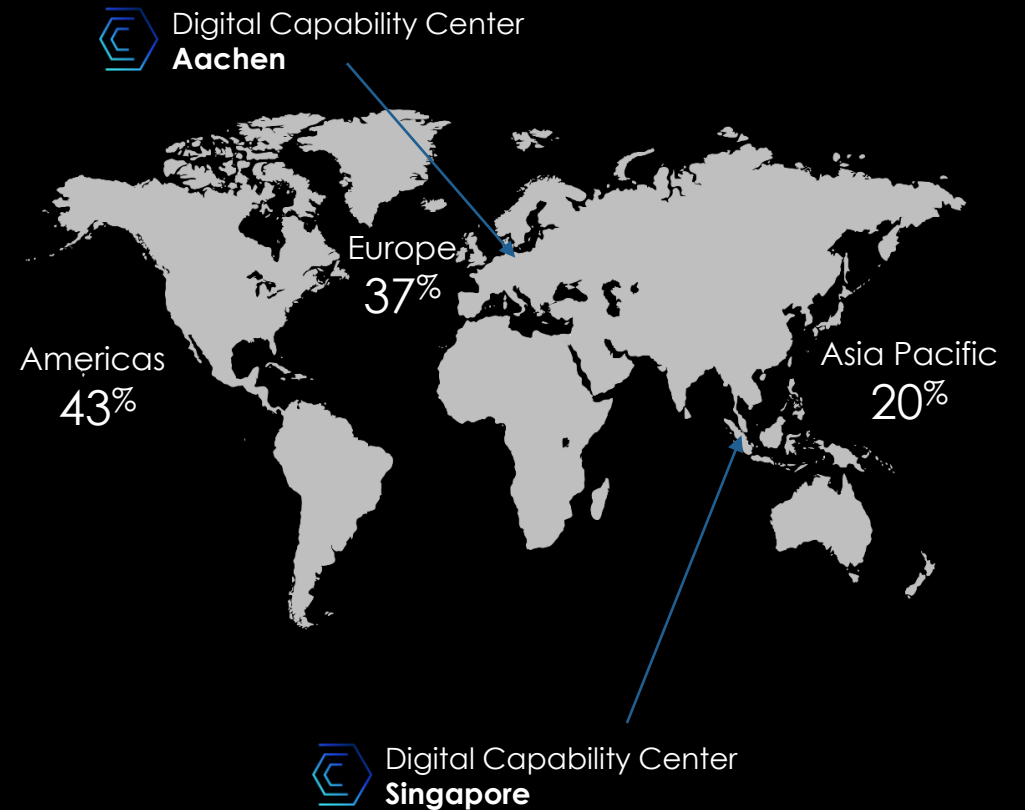 Digital Capability Center
Aachen
Europe
37%
Americas
43%
Asia Pacific
20%
Digital Capability Center
Singapore